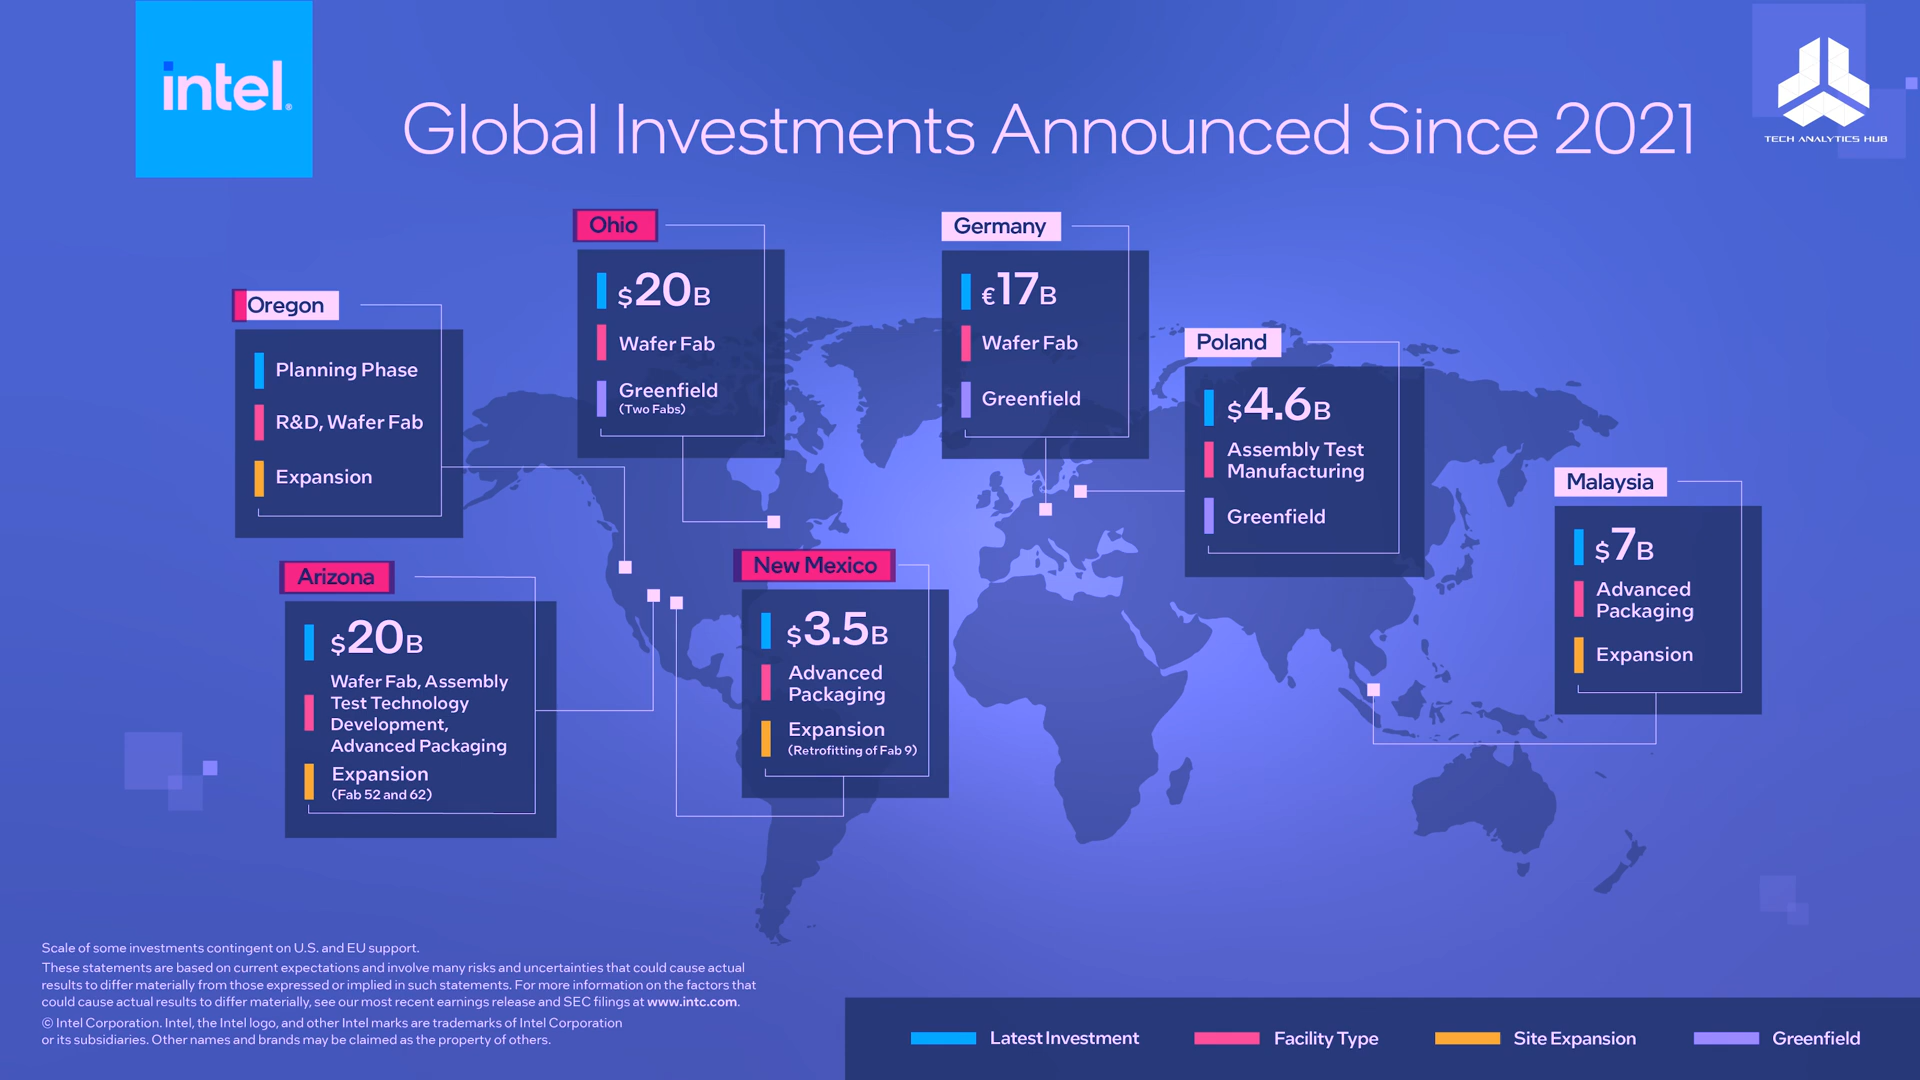 intel®
Global Investments Announced Since 2021
TECH ANALYTICS HUB
Oregon
Planning Phase
R&D, Wafer Fab
Expansion
Ohio
$20B
Wafer Fab
Greenfield
(Two Fabs)
Germany
€17B
Wafer Fab
Greenfield
Poland
$4.6B
Assembly Test
Manufacturing
Greenfield
Malaysia
$7B
Advanced
Packaging
Expansion
Arizona
$20B
Wafer Fab, Assembly
Test Technology
Development,
Advanced Packaging
Expansion
(Fab 52 and 62)
New Mexico
$3.5B
Advanced
Packaging
Expansion
(Retrofitting of Fab 9)
Scale of some investments contingent on U.S. and EU support.
These statements are based on current expectations and involve many risks and uncertainties that could cause actual
results to differ materially from those expressed or implied in such statements. For more information on the factors that
could cause actual results to differ materially, see our most recent earnings release and SEC filings at www.intc.com.
© Intel Corporation. Intel, the Intel logo, and other Intel marks are trademarks of Intel Corporation
or its subsidiaries. Other names and brands may be claimed as the property of others.
Latest Investment
Facility Type
Site Expansion
Greenfield